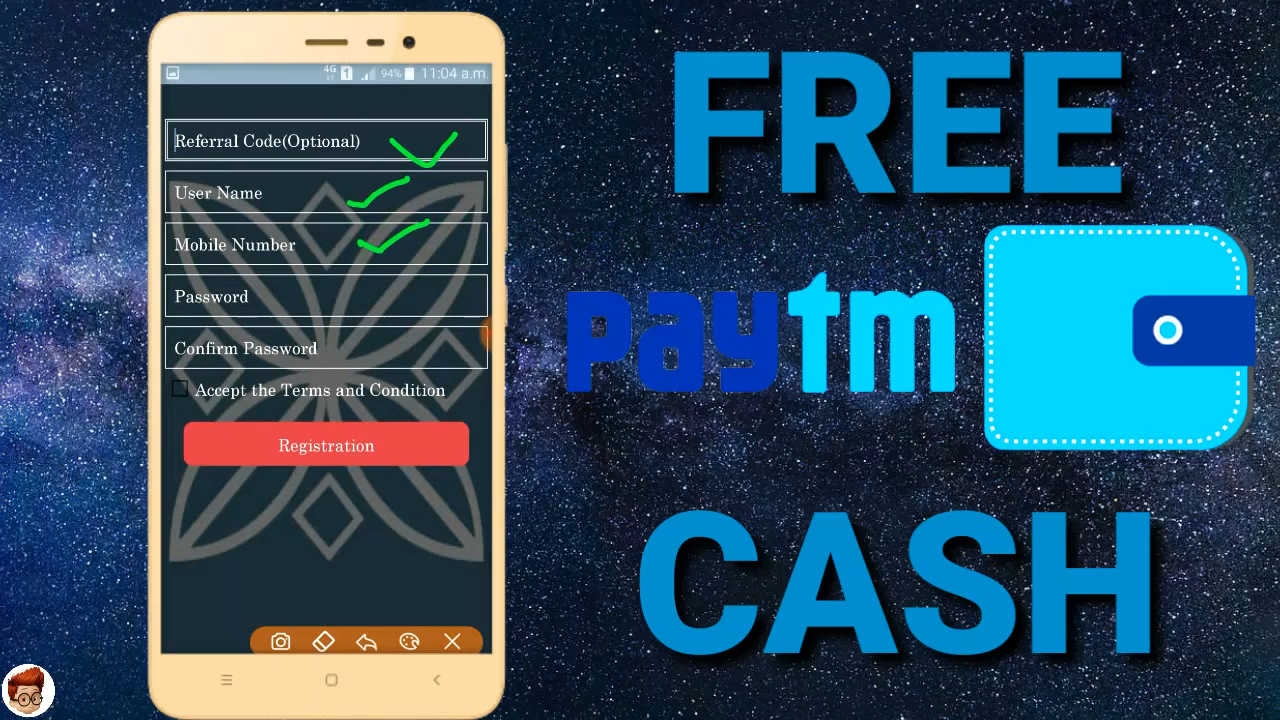 4G 1 94% 11:04 a.m.
Referral Code(Optional)
User Name
Mobile Number
Password
Confirm Password
Accept the Terms and Condition
Registration
FREE
paytm
CASH